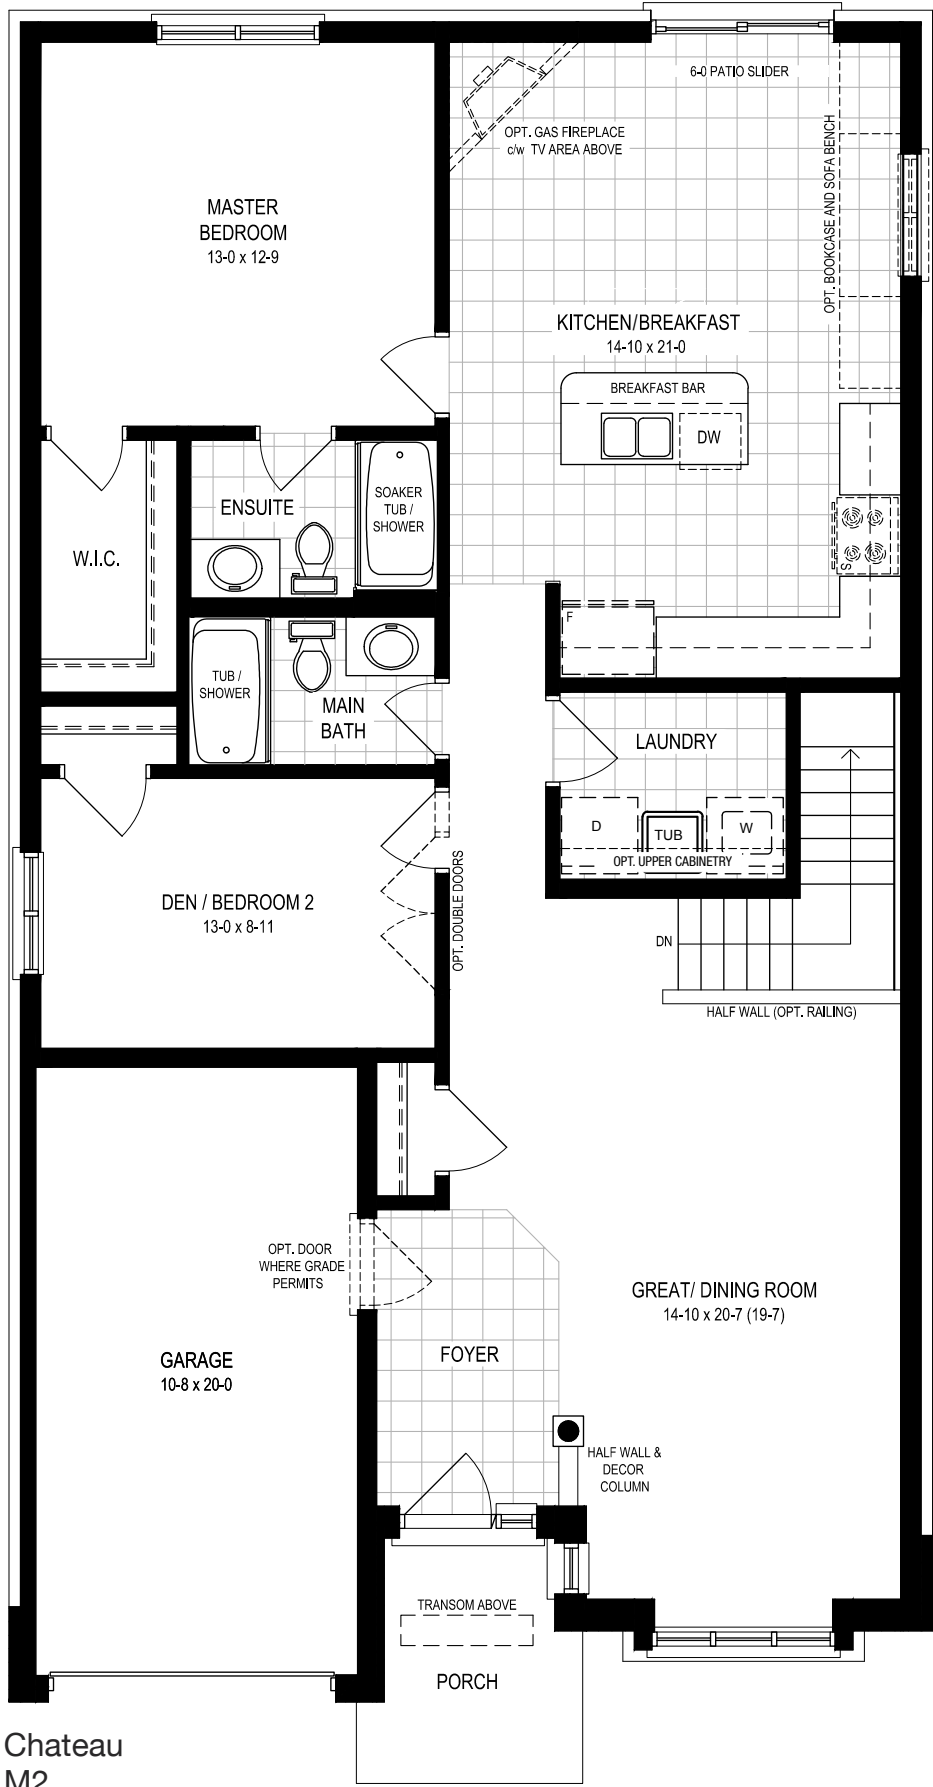 6-0 PATIO SLIDER
OPT. GAS FIREPLACE
c/w TV AREA ABOVE
OPT. BOOKCASE AND SOFA BENCH
MASTER
BEDROOM
13-0 x 12-9
KITCHEN/BREAKFAST
14-10 x 21-0
BREAKFAST BAR
DW
ENSUITE
SOAKER
TUB /
SHOWER
W.I.C.
S
F
TUB /
SHOWER
MAIN
BATH
LAUNDRY
D
TUB
W
OPT. UPPER CABINETRY
OPT. DOUBLE DOORS
DEN / BEDROOM 2
13-0 x 8-11
DN
HALF WALL (OPT. RAILING)
OPT. DOOR
WHERE GRADE
PERMITS
GREAT/ DINING ROOM
14-10 x 20-7 (19-7)
GARAGE
10-8 x 20-0
FOYER
HALF WALL &
DECOR
COLUMN
TRANSOM ABOVE
PORCH
Chateau
M2